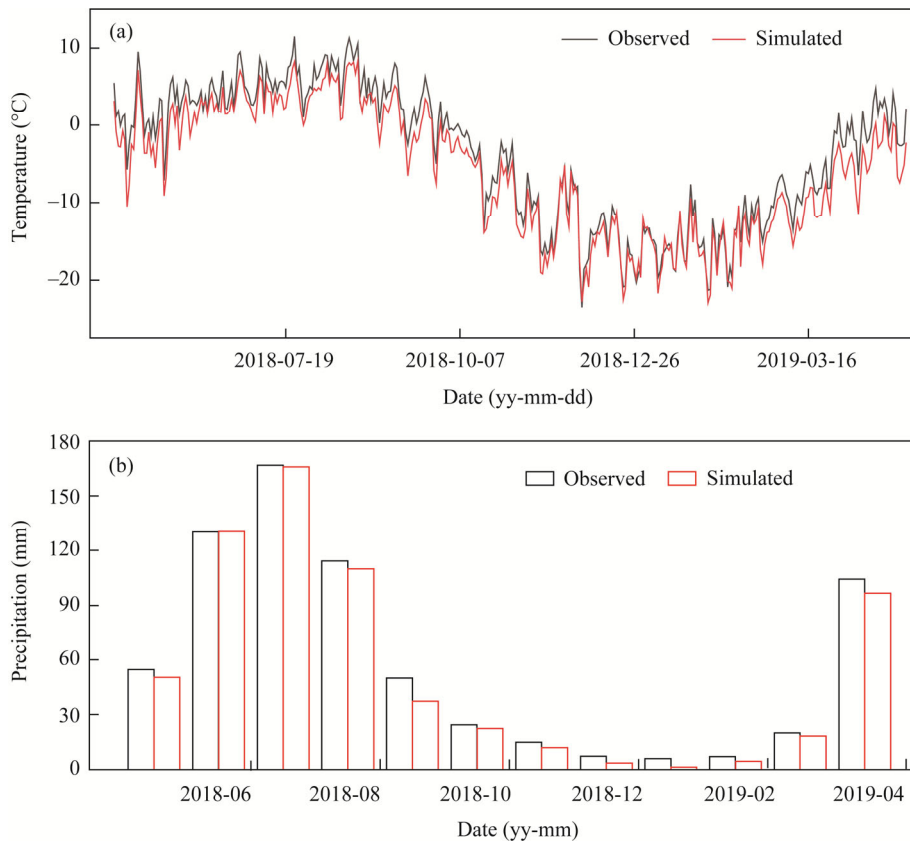 (a)
Observed Simulated
10
0
–10
–20
Temperature (°C)
2018-07-19 2018-10-07 2018-12-26 2019-03-16
Date (yy-mm-dd)
(b)
Observed Simulated
180
150
120
90
60
30
0
Precipitation (mm)
2018-06 2018-08 2018-10 2018-12 2019-02 2019-04
Date (yy-mm)